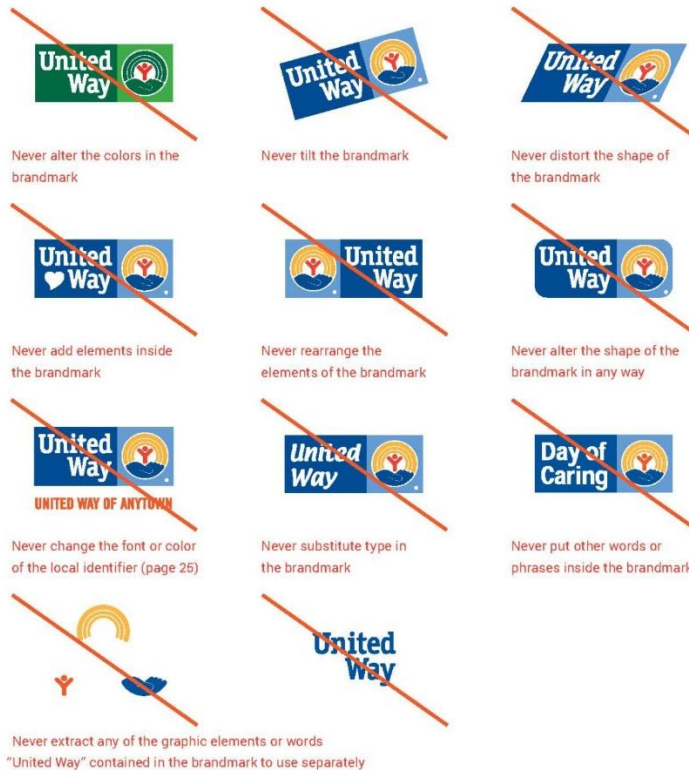 United
Way
Never alter the colors in the
brandmark
United
Way
Never tilt the brandmark
United
Way
Never distort the shape of
the brandmark
United
Way
Never add elements inside
the brandmark
United
Way
Never rearrange the
elements of the brandmark
United
Way
Never alter the shape of the
brandmark in any way
United
Way
UNITED WAY OF ANYTOWN
Never change the font or color
of the local identifier (page 25)
United
Way
Never substitute type in
the brandmark
Day of
Caring
Never put other words or
phrases inside the brandmark
United
Way
Never extract any of the graphic elements or words
"United Way" contained in the brandmark to use separately